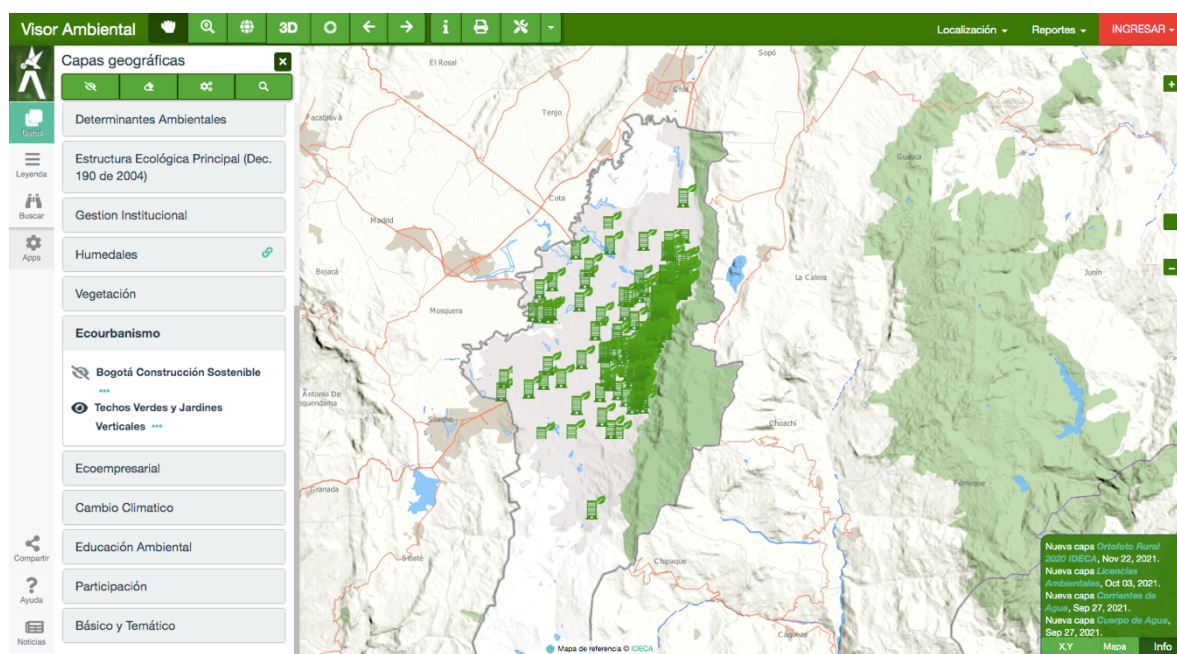 Visor Ambiental
3D
Localización
Reportes
INGRESAR
Capas geográficas
Datos
Leyenda
Buscar
Apps
Compartir
Ayuda
Noticias
Determinantes Ambientales
Estructura Ecológica Principal (Dec.
190 de 2004)
Gestion Institucional
Humedales
Vegetación
Ecourbanismo
Bogotá Construcción Sostenible
Techos Verdes y Jardines
Verticales
Ecoempresarial
Cambio Climatico
Educación Ambiental
Participación
Básico y Temático
El Rosal
Sopó
Chía
Tenjo
Facatativá
Guasca
Cota
Madrid
Bojacá
La Calera
Junín
Mosquera
Antonio De
equendama
Soacha
Choachí
Granada
Fómeque
Sibaté
Chipaque
Caqueza
Mapa de referencia © IDECA
Nueva capa Ortofoto Rural
2020 IDECA, Nov 22, 2021.
Nueva capa Licencias
Ambientales, Oct 03, 2021.
Nueva capa Corrientes de
Agua, Sep 27, 2021.
Nueva capa Cuerpo de Agua,
Sep 27, 2021.
X,Y
Mapa
Info